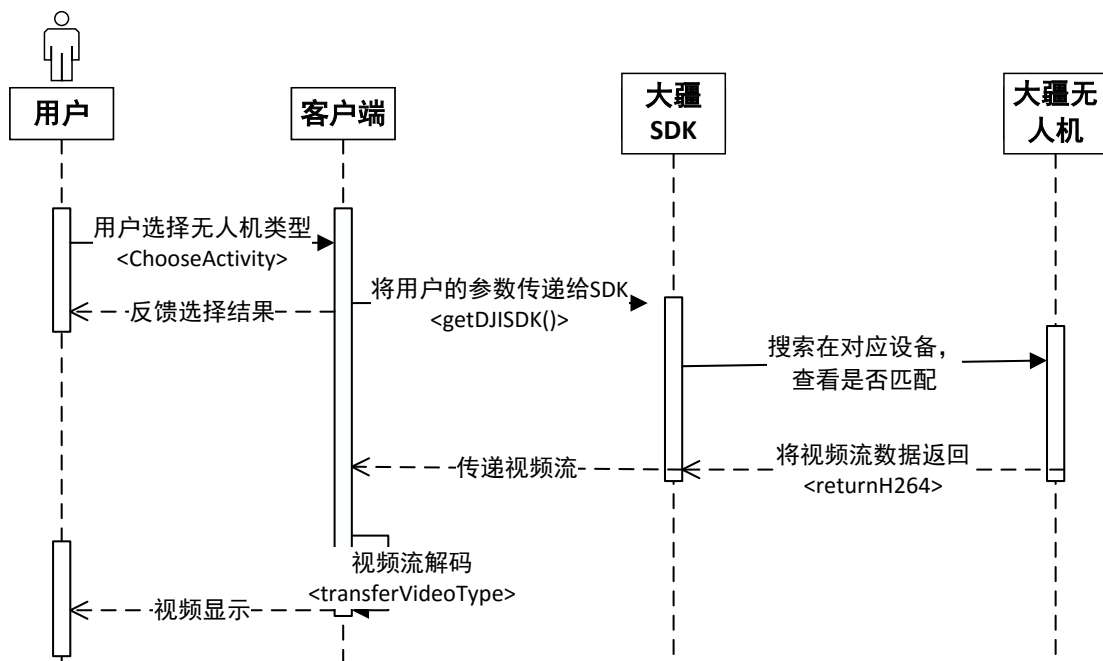 用户
客户端
大疆
SDK
大疆无
人机
用户选择无人机类型
<ChooseActivity>
反馈选择结果
将用户的参数传递给SDK
<getDJISDK()>
搜索在对应设备，
查看是否匹配
传递视频流
将视频流数据返回
<returnH264>
视频流解码
<transferVideoType>
视频显示